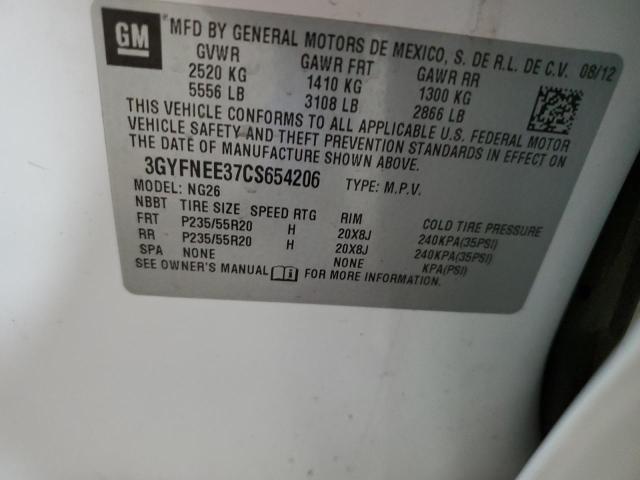 GM
*MFD BY GENERAL MOTORS DE MEXICO, S. DE R.L. DE C.V. 08/12
GVWR GAWR FRT GAWR RR
2520 KG 1410 KG 1300 KG
5556 LB 3108 LB 2866 LB
THIS VEHICLE CONFORMS TO ALL APPLICABLE U.S. FEDERAL MOTOR
VEHICLE SAFETY AND THEFT PREVENTION STANDARDS IN EFFECT ON
THE DATE OF MANUFACTURE SHOWN ABOVE.
3GYFNEE37CS654206 TYPE: M.P.V.
MODEL: NG26
NBBT TIRE SIZE SPEED RTG RIM COLD TIRE PRESSURE
FRT P235/55R20 H 20X8J 240KPA(35PSI)
RR P235/55R20 H 20X8J 240KPA(35PSI)
SPA NONE NONE KPA(PSI)
SEE OWNER'S MANUAL FOR MORE INFORMATION.